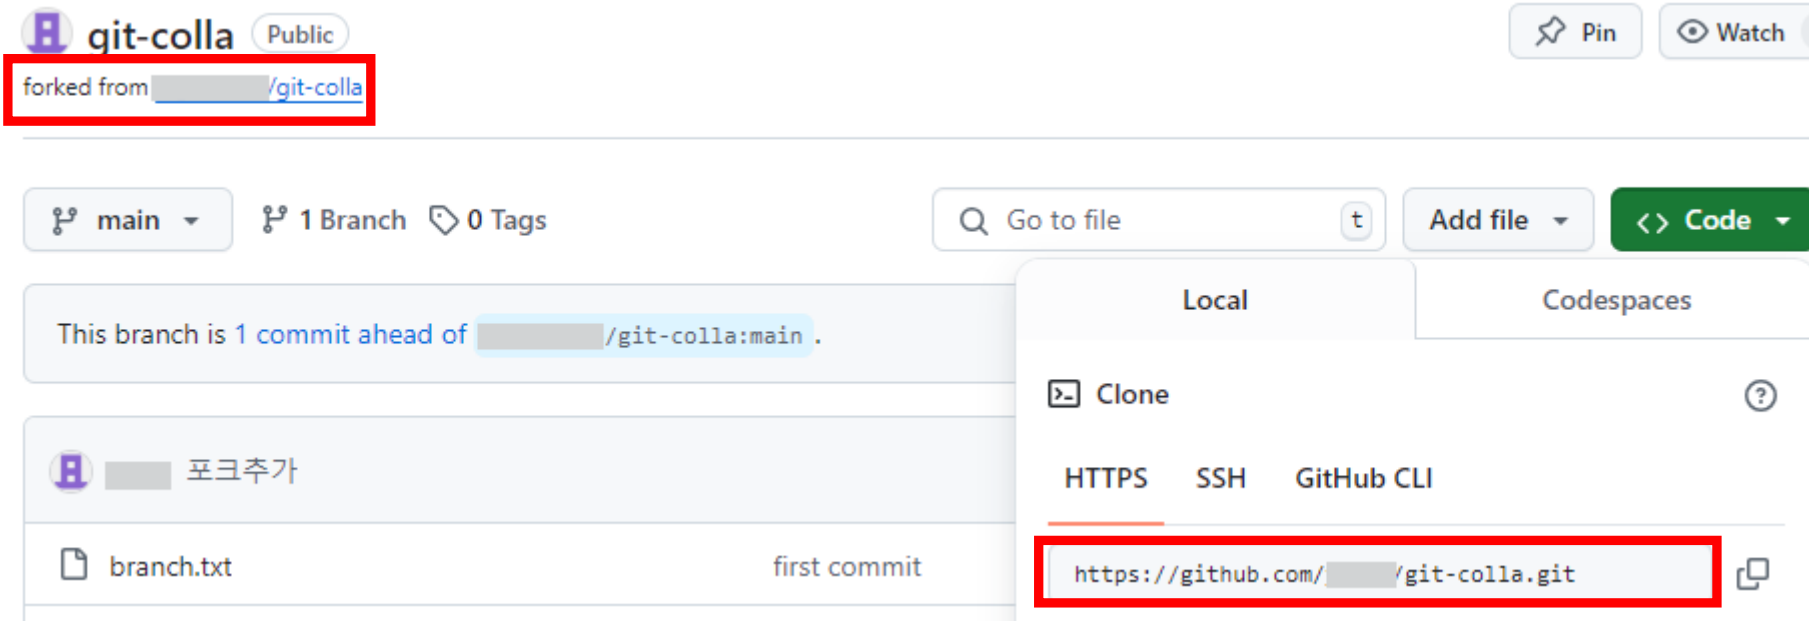 git-colla Public Pin Watch
forked from /git-colla
main 1 Branch 0 Tags Go to file t Add file Code
Local Codespaces
This branch is 1 commit ahead of /git-colla:main .
Clone
포크추가
HTTPS SSH GitHub CLI
branch.txt first commit
https://github.com/ /git-colla.git